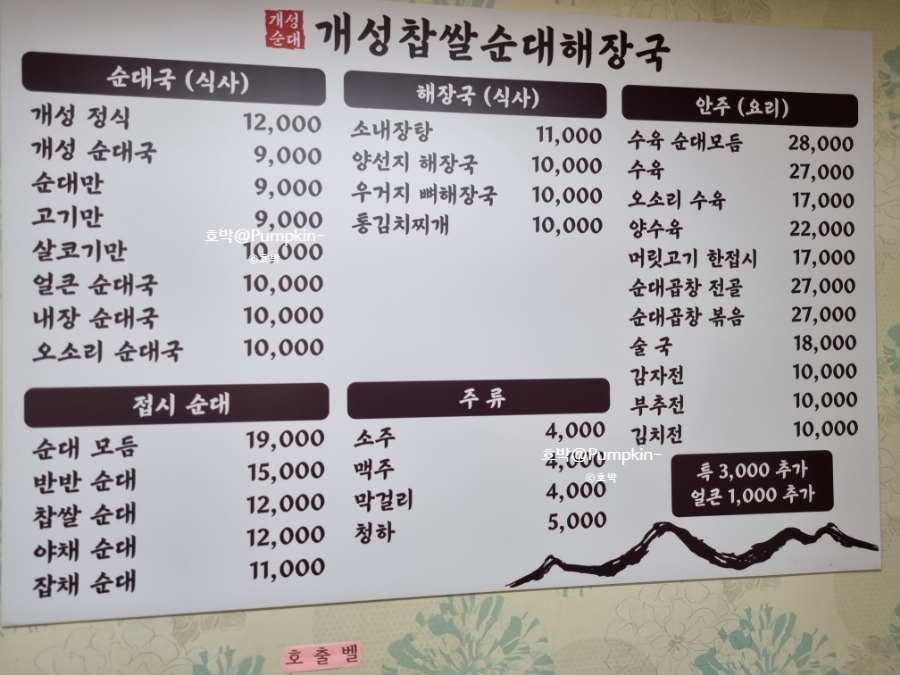 개성
순대
개성찹쌀순대해장국
순대국 (식사)
개성 정식 12,000
개성 순대국 9,000
순대만 9,000
고기만 9,000
살코기만 10,000
얼큰 순대국 10,000
내장 순대국 10,000
오소리 순대국 10,000
해장국 (식사)
소내장탕 11,000
양선지 해장국 10,000
우거지 뼈해장국 10,000
통김치찌개 10,000
안주 (요리)
수육 순대모듬 28,000
수육 27,000
오소리 수육 17,000
양수육 22,000
머릿고기 한접시 17,000
순대곱창 전골 27,000
순대곱창 볶음 27,000
술 국 18,000
감자전 10,000
부추전 10,000
김치전 10,000
특 3,000 추가
얼큰 1,000 추가
접시 순대
순대 모듬 19,000
반반 순대 15,000
찹쌀 순대 12,000
야채 순대 12,000
잡채 순대 11,000
주 류
소주 4,000
맥주 4,000
막걸리 4,000
청하 5,000
호박@Pumpkin-
©호박
호박@Pumpkin-
©호박
호 출 벨